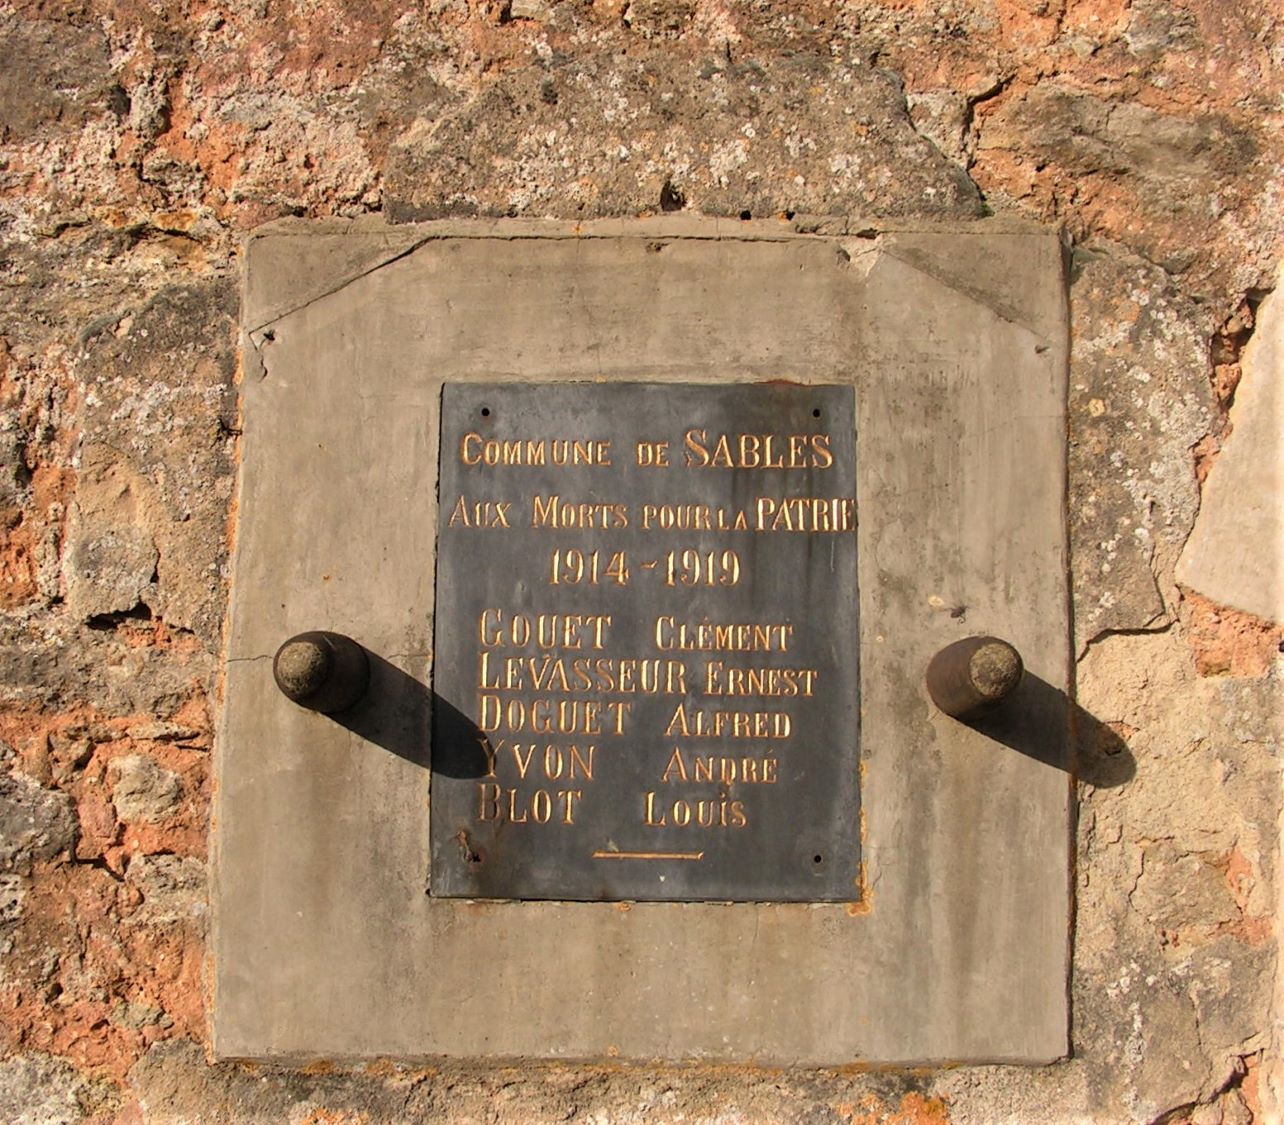 COMMUNE DE SABLES
AUX MORTS POUR LA PATRIE
1914-1919
GOUET CLÉMENT
LEVASSEUR ERNEST
DOGUET ALFRED
YVON ANDRÉ
BLOT LOUIS